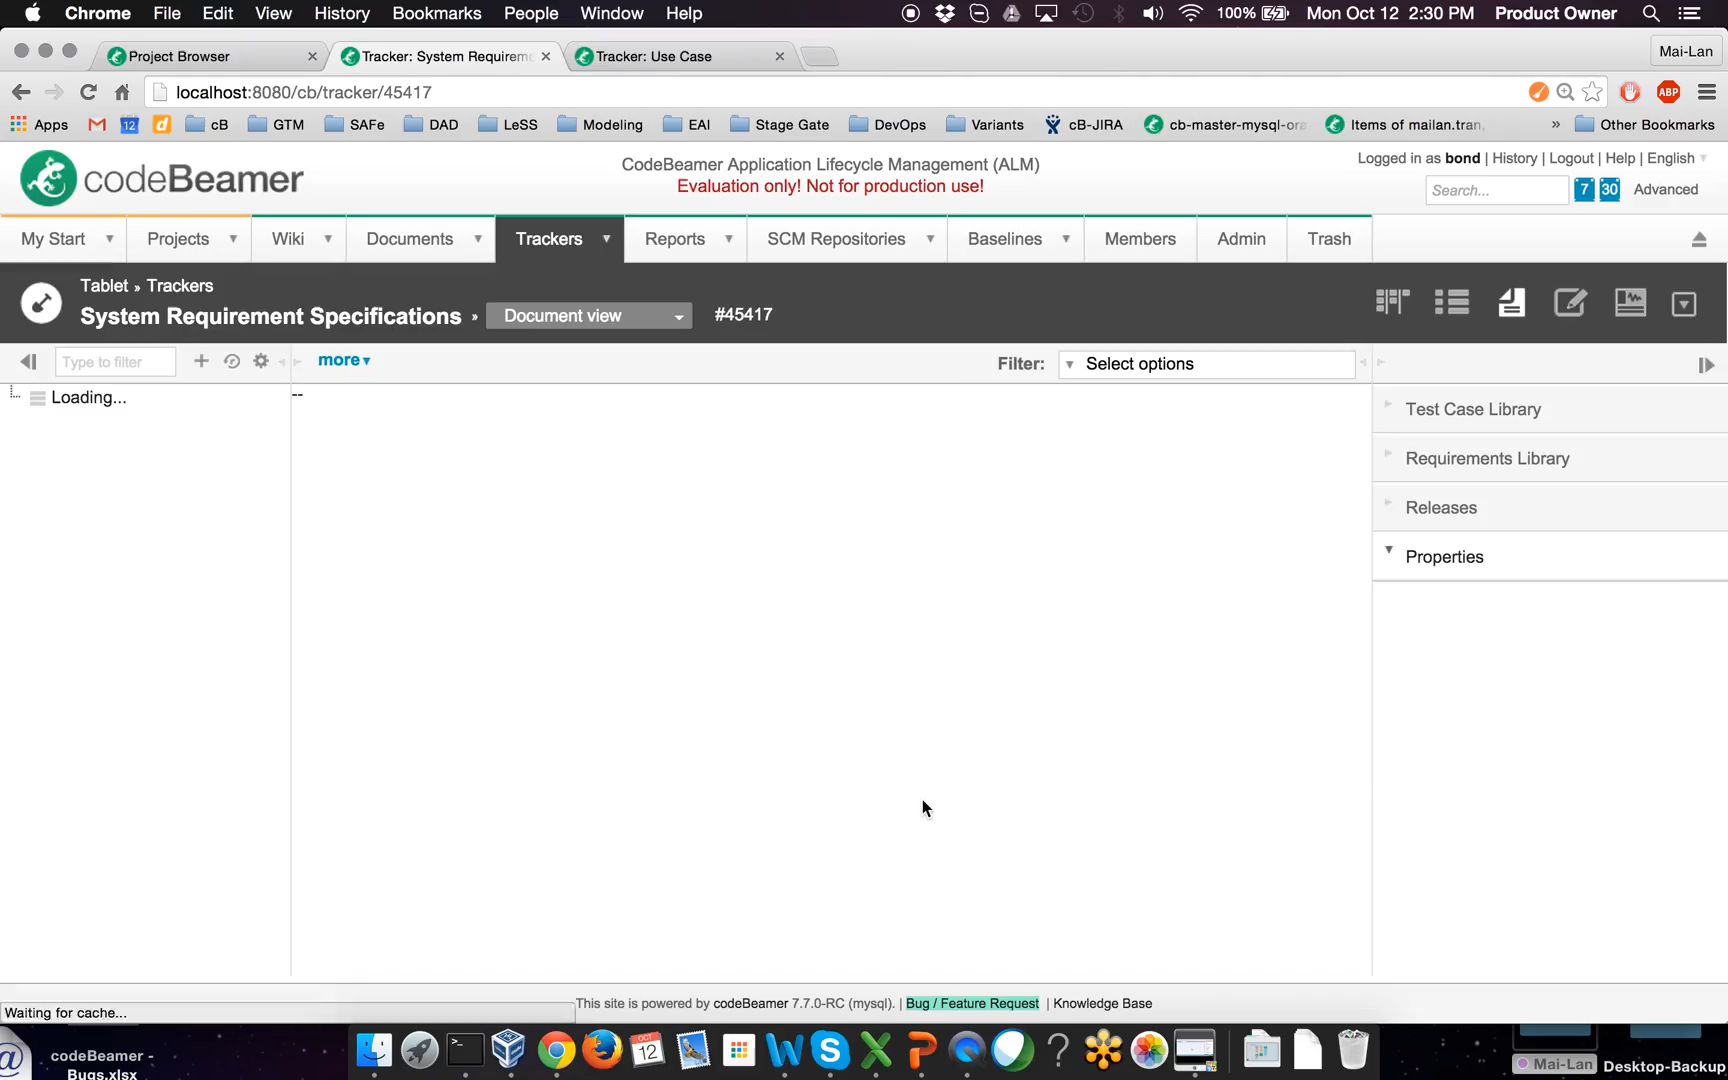 Chrome File Edit View History Bookmarks People Window Help 100% Mon Oct 12 2:30 PM Product Owner
Project Browser Tracker: System Requirem Tracker: Use Case Mai-Lan
localhost:8080/cb/tracker/45417 ABP
Apps 12 d cB GTM SAFe DAD LeSS Modeling EAI Stage Gate DevOps Variants cB-JIRA cb-master-mysql-ora Items of mailan.tran, » Other Bookmarks
codeBeamer
CodeBeamer Application Lifecycle Management (ALM)
Evaluation only! Not for production use!
Logged in as bond | History | Logout | Help | English
Search... 7 30 Advanced
My Start Projects Wiki Documents Trackers Reports SCM Repositories Baselines Members Admin Trash
Tablet » Trackers
System Requirement Specifications » Document view #45417
Type to filter more Filter: Select options
Loading...
--
Test Case Library
Requirements Library
Releases
Properties
This site is powered by codeBeamer 7.7.0-RC (mysql). | Bug / Feature Request | Knowledge Base
Waiting for cache...
OCT
12
codeBeamer -
Bugs.xlsx
Mai-Lan Desktop-Backup